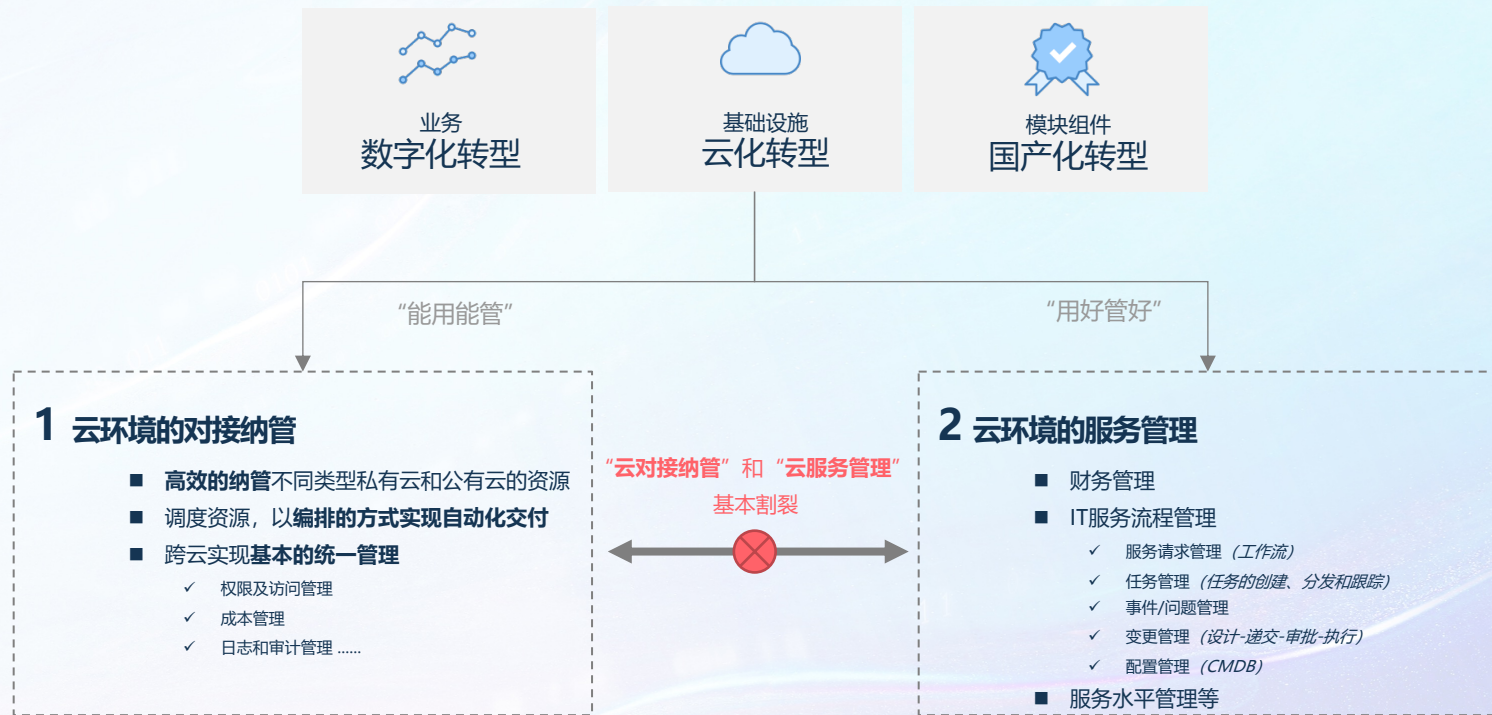 业务
数字化转型
基础设施
云化转型
模块组件
国产化转型
“能用能管”
“用好管好”
1 云环境的对接纳管
■ 高效的纳管不同类型私有云和公有云的资源
■ 调度资源，以编排的方式实现自动化交付
■ 跨云实现基本的统一管理
✓ 权限及访问管理
✓ 成本管理
✓ 日志和审计管理 ......
“云对接纳管”和“云服务管理”
基本割裂
2 云环境的服务管理
■ 财务管理
■ IT服务流程管理
✓ 服务请求管理（工作流）
✓ 任务管理（任务的创建、分发和跟踪）
✓ 事件/问题管理
✓ 变更管理（设计-递交-审批-执行）
✓ 配置管理（CMDB）
■ 服务水平管理等